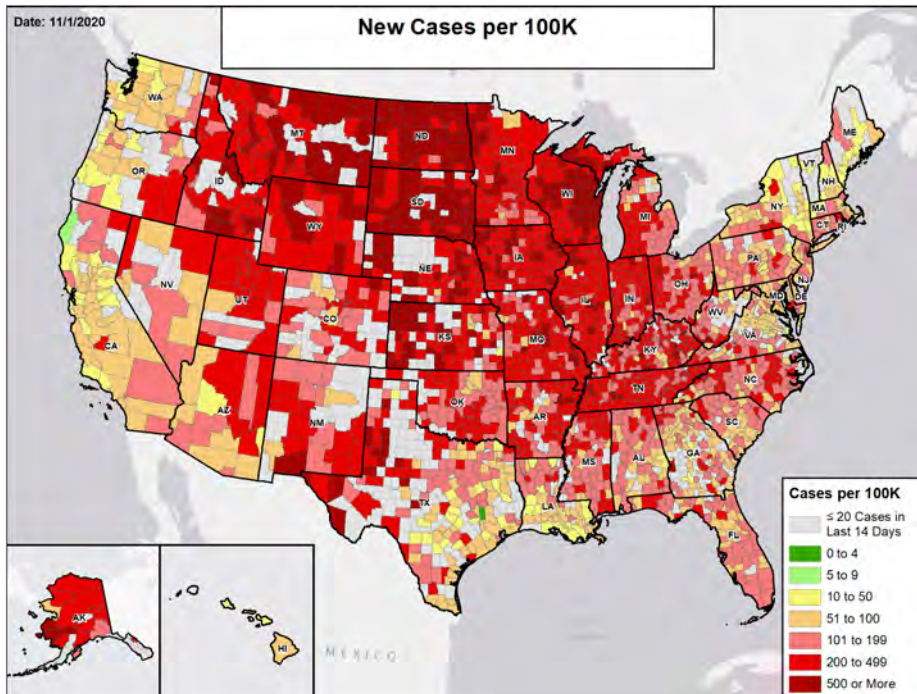 Date: 11/1/2020
New Cases per 100K
WA
MT
ND
MN
ME
OR
ID
SD
WI
VT
NH
WY
MI
NY
MA
CT
RI
NE
IA
PA
NJ
NV
UT
CO
IL
IN
OH
MD
DE
WV
KS
MO
KY
VA
CA
TN
NC
AZ
NM
OK
AR
SC
MS
AL
GA
TX
LA
FL
AK
HI
MÉXICO
Cases per 100K
≤ 20 Cases in
Last 14 Days
0 to 4
5 to 9
10 to 50
51 to 100
101 to 199
200 to 499
500 or More